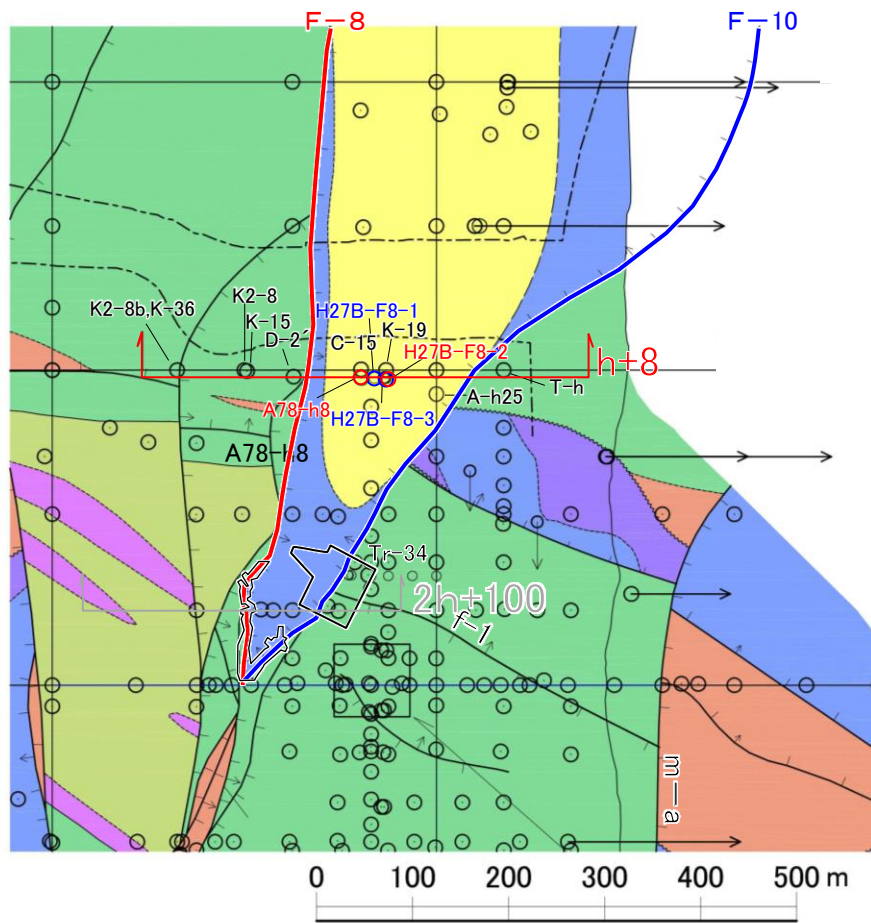 F-8
F-10
K2-8b,K-36
K2-8
K-15
D-2
H27B-F8-1
C-15
K-19
H27B-F8-2
h+8
A78-h8
H27B-F8-3
A-h25
T-h
A78-h8
Tr-34
2h+100
f-1
m-a
0 100 200 300 400 500 m